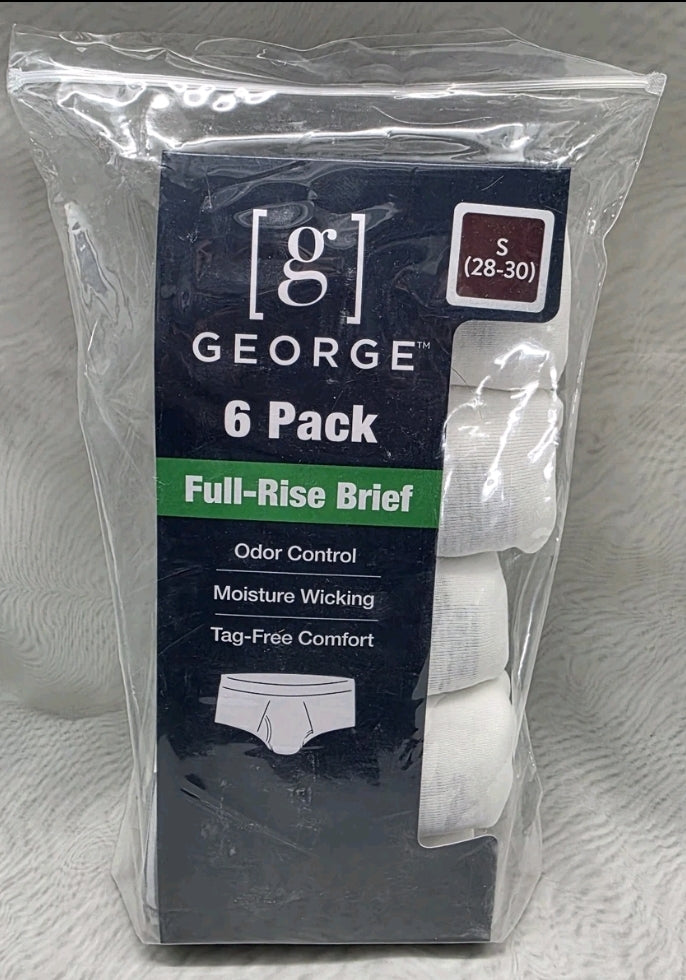 [g]
GEORGE™
S
(28-30)
6 Pack
Full-Rise Brief
Odor Control
Moisture Wicking
Tag-Free Comfort